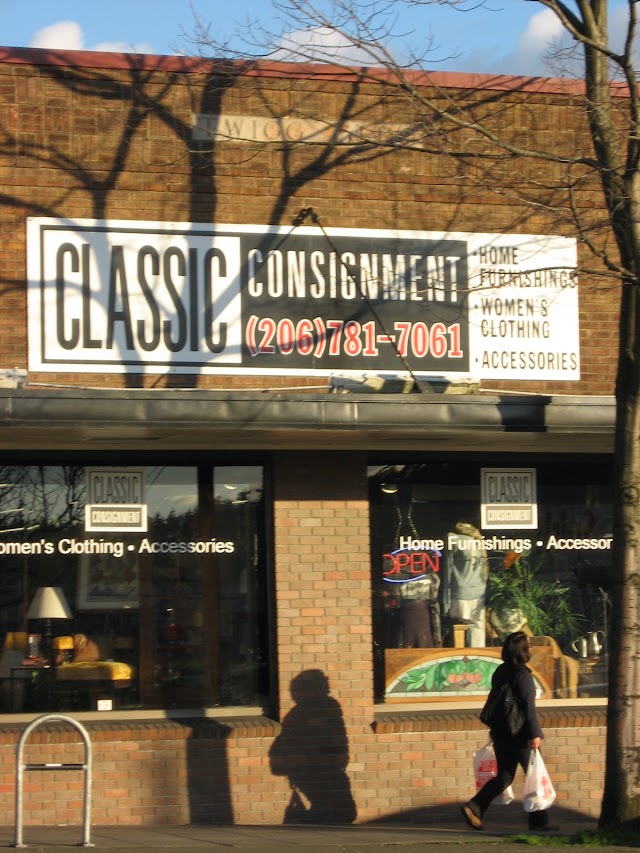 TWIGG
CLASSIC
CONSIGNMENT
(206)781-7061
·HOME
FURNISHINGS
·WOMEN'S
CLOTHING
·ACCESSORIES
CLASSIC
CONSIGNMENT
omen's Clothing • Accessories
CLASSIC
CONSIGNMENT
Home Furnishings • Accessor
OPEN